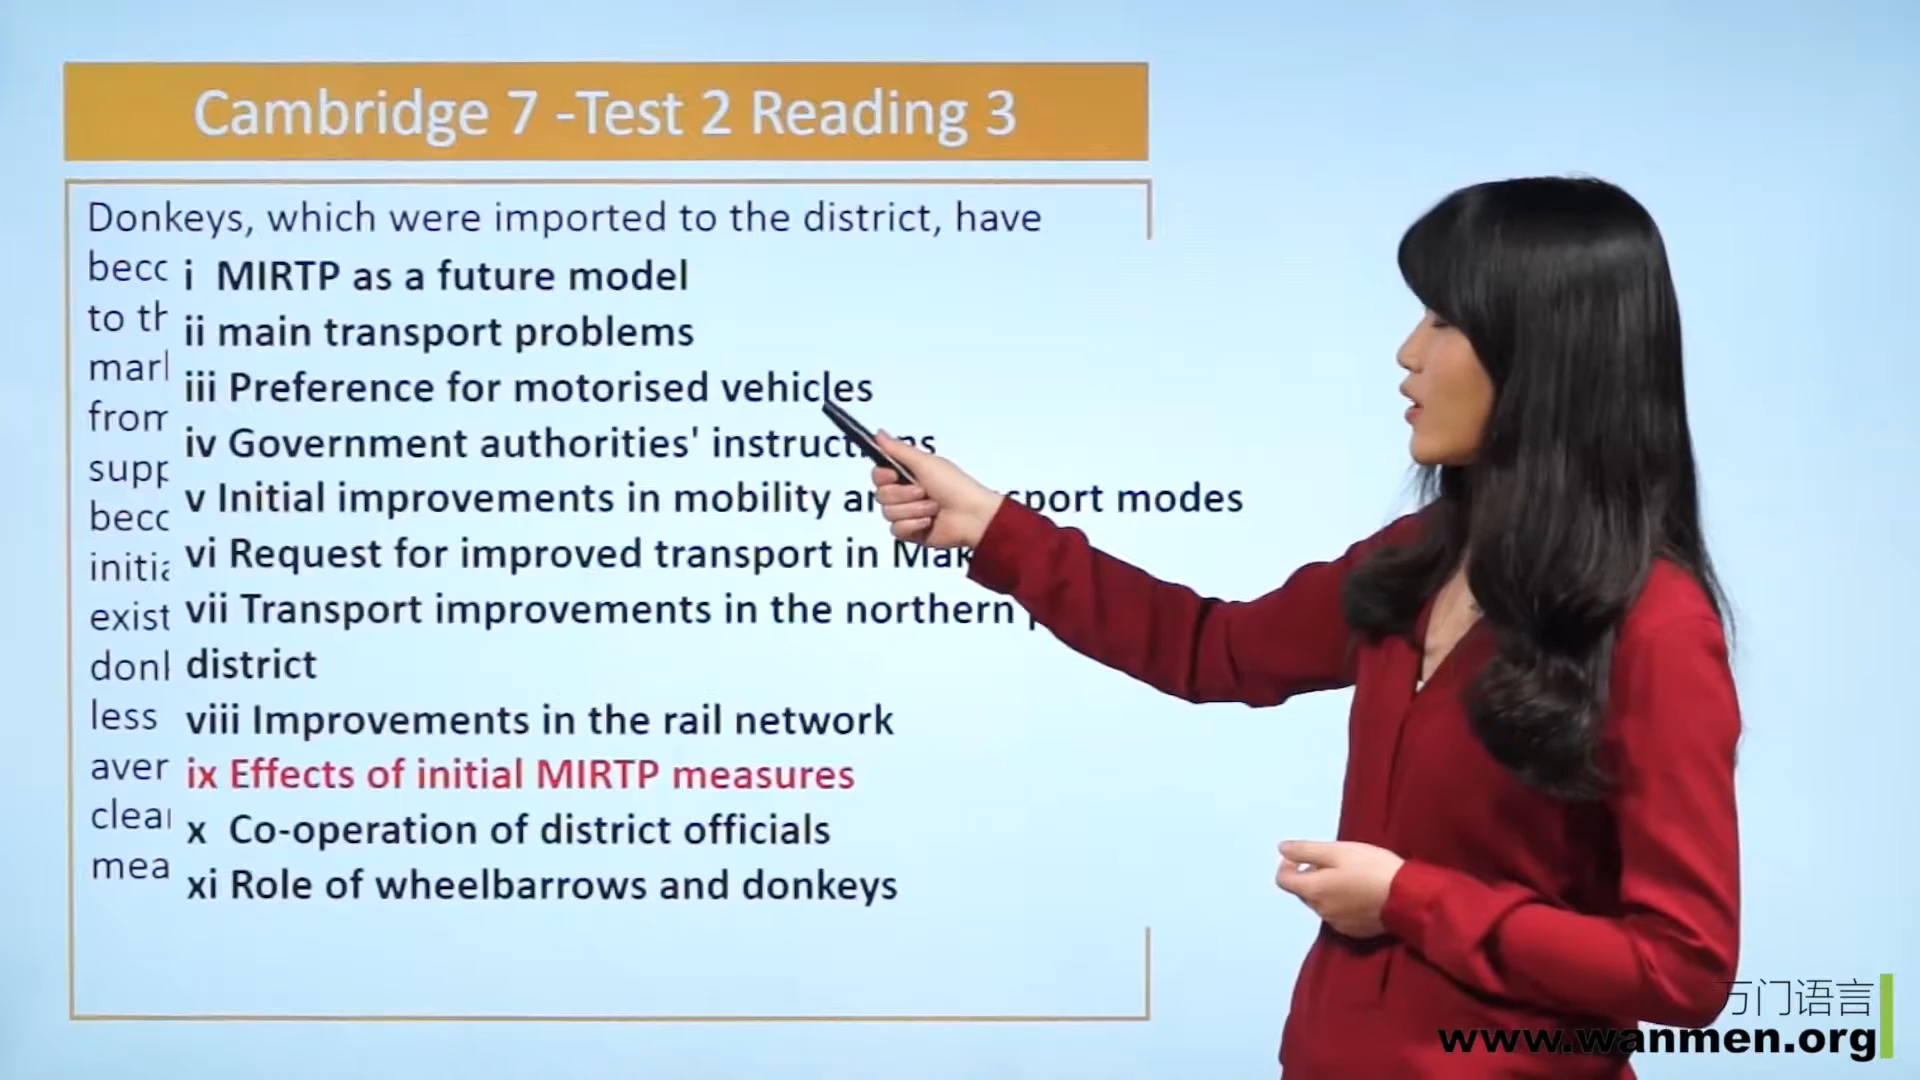 Cambridge 7 -Test 2 Reading 3
Donkeys, which were imported to the district, have
i MIRTP as a future model
to
ii main transport problems
iii Preference for motorised vehicles
iv Government authorities'
v Initial improvements in mobility modes
vi Request for improved transport in
vii Transport improvements in the northern
district
less
viii Improvements in the rail network
ix Effects of initial MIRTP measures
x Co-operation of district officials
xi Role of wheelbarrows and donkeys
万门语言
www.wanmen.org